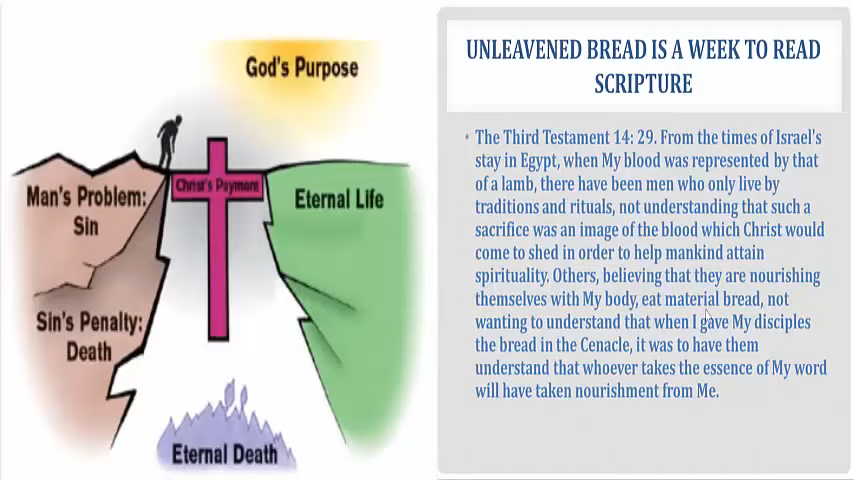 God's Purpose
Christ's Payment
Man's Problem:
Sin
Eternal Life
Sin's Penalty:
Death
Eternal Death
UNLEAVENED BREAD IS A WEEK TO READ
SCRIPTURE
• The Third Testament 14: 29. From the times of Israel's
stay in Egypt, when My blood was represented by that
of a lamb, there have been men who only live by
traditions and rituals, not understanding that such a
sacrifice was an image of the blood which Christ would
come to shed in order to help mankind attain
spirituality. Others, believing that they are nourishing
themselves with My body, eat material bread, not
wanting to understand that when I gave My disciples
the bread in the Cenacle, it was to have them
understand that whoever takes the essence of My word
will have taken nourishment from Me.